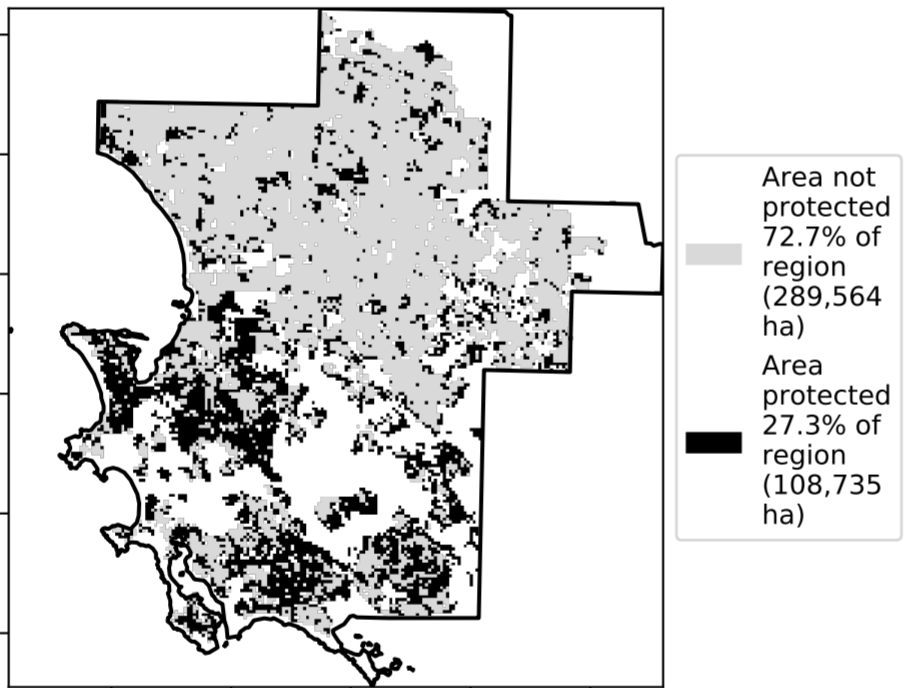 Area not
protected
72.7% of
region
(289,564
ha)
Area
protected
27.3% of
region
(108,735
ha)